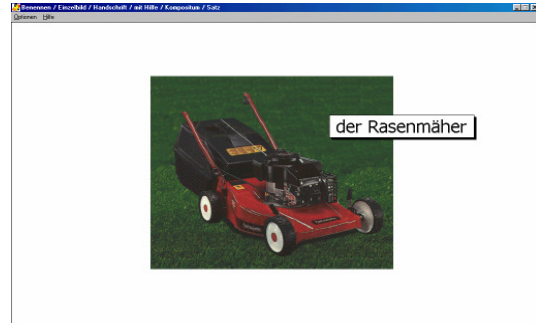 Benennen / Einzelbild / Handschrift / mit Hilfe / Kompositum / Satz
Optionen Hilfe
der Rasenmäher